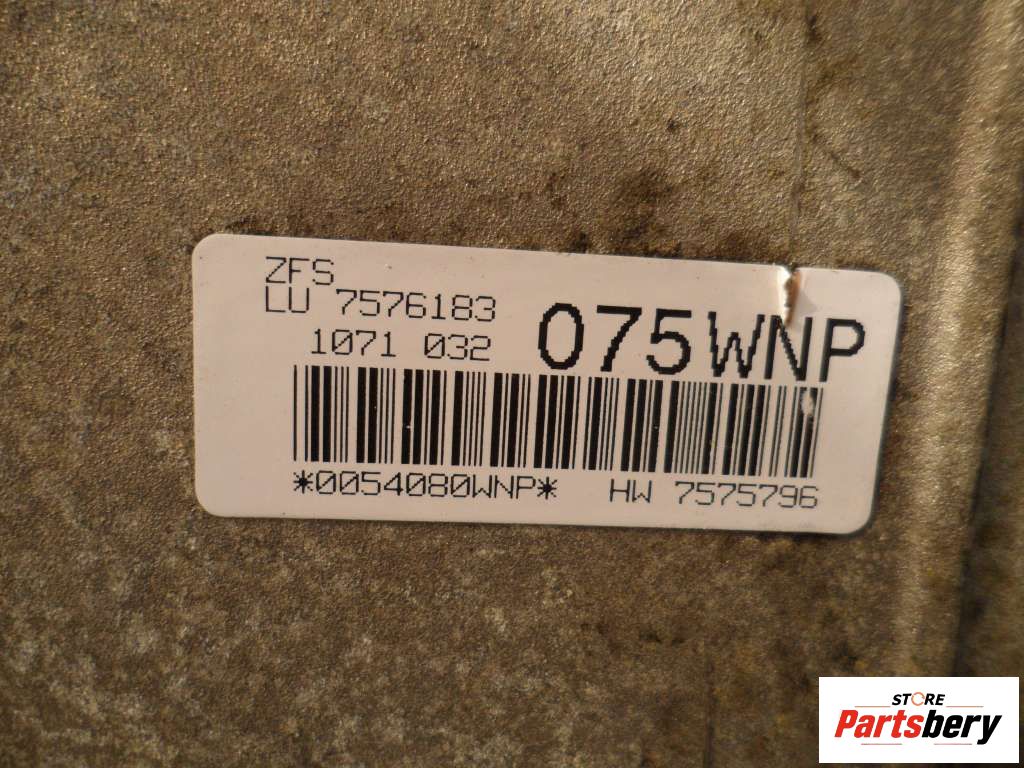 ZFS
LU 7576183
1071 032
075WNP
*0054080WNP* HW 7575796
STORE
Partsbery